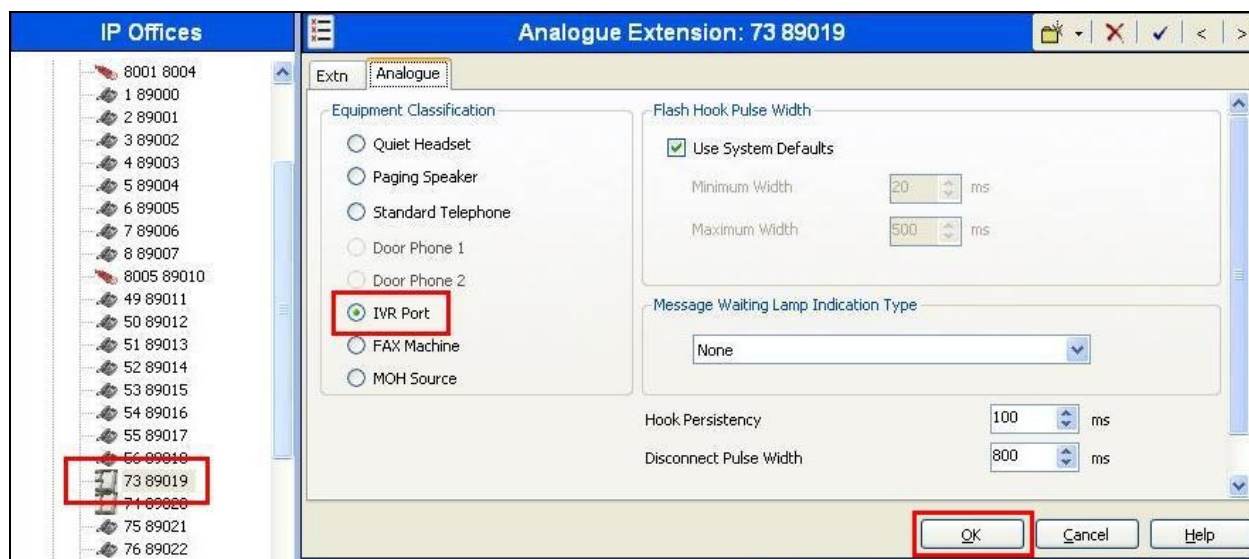 IP Offices
8001 8004
1 89000
2 89001
3 89002
4 89003
5 89004
6 89005
7 89006
8 89007
8005 89010
49 89011
50 89012
51 89013
52 89014
53 89015
54 89016
55 89017
56 89018
73 89019
74 89020
75 89021
76 89022
Analogue Extension: 73 89019
Extn
Analogue
Equipment Classification
Quiet Headset
Paging Speaker
Standard Telephone
Door Phone 1
Door Phone 2
IVR Port
FAX Machine
MOH Source
Flash Hook Pulse Width
Use System Defaults
Minimum Width 20 ms
Maximum Width 500 ms
Message Waiting Lamp Indication Type
None
Hook Persistency 100 ms
Disconnect Pulse Width 800 ms
OK Cancel Help